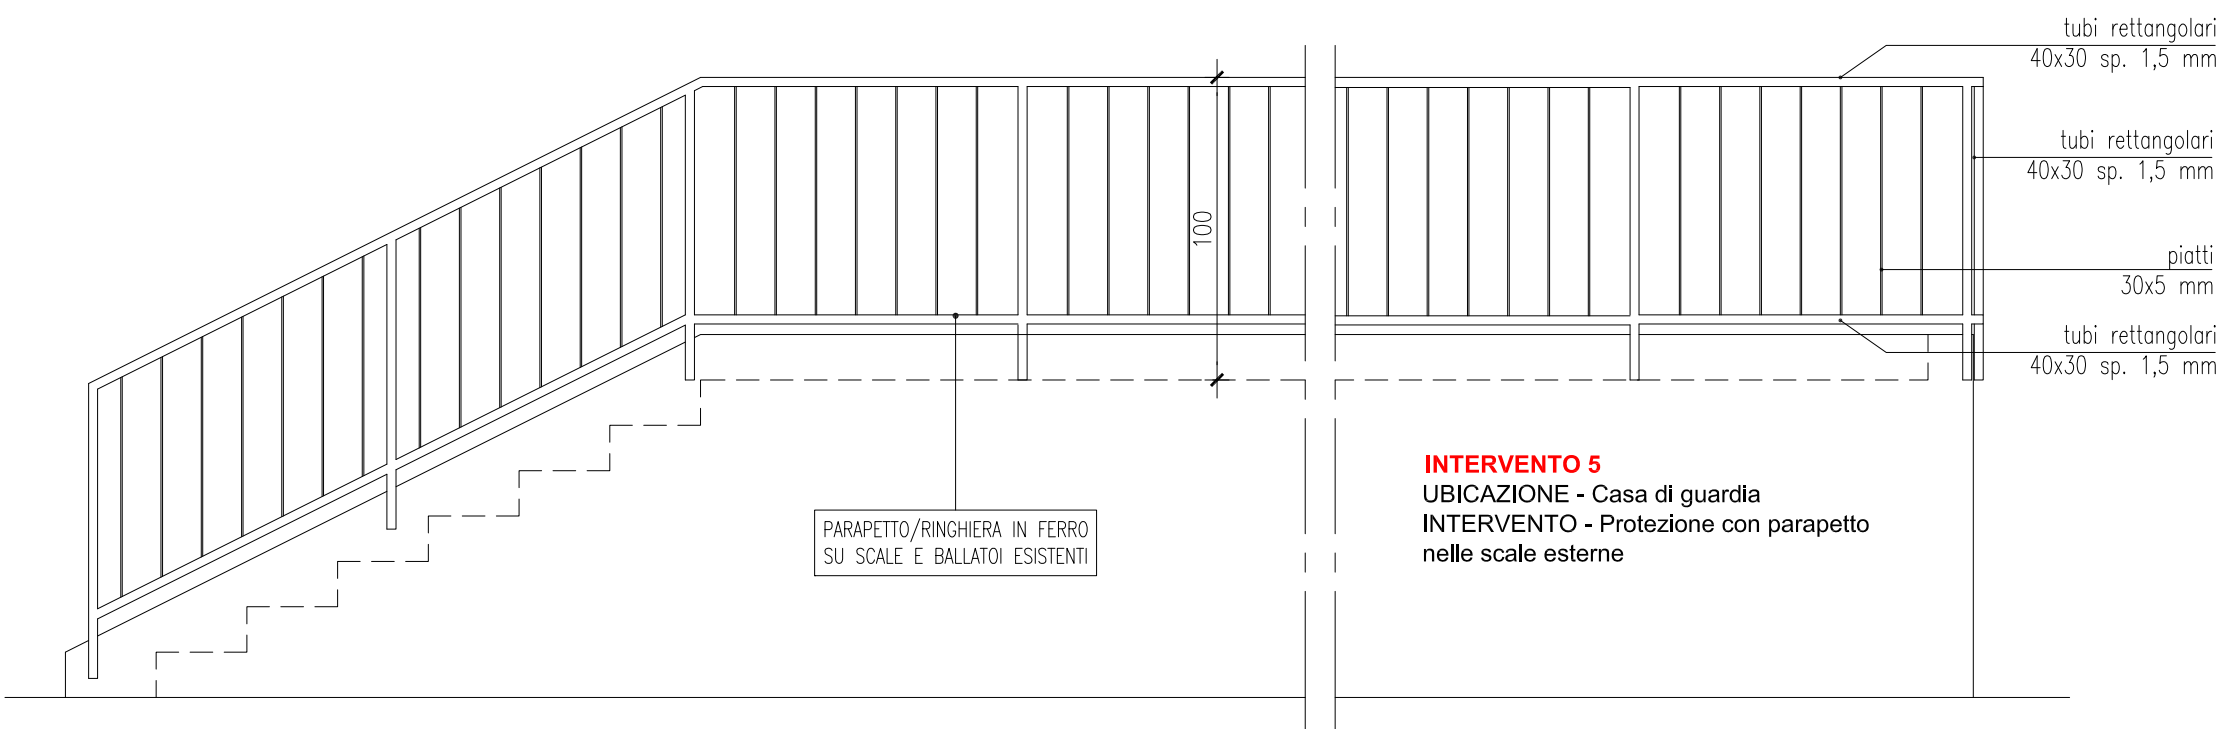 tubi rettangolari
40x30 sp. 1,5 mm
tubi rettangolari
40x30 sp. 1,5 mm
100
piatti
30x5 mm
tubi rettangolari
40x30 sp. 1,5 mm
INTERVENTO 5
UBICAZIONE - Casa di guardia
INTERVENTO - Protezione con parapetto
nelle scale esterne
PARAPETTO/RINGHIERA IN FERRO
SU SCALE E BALLATOI ESISTENTI